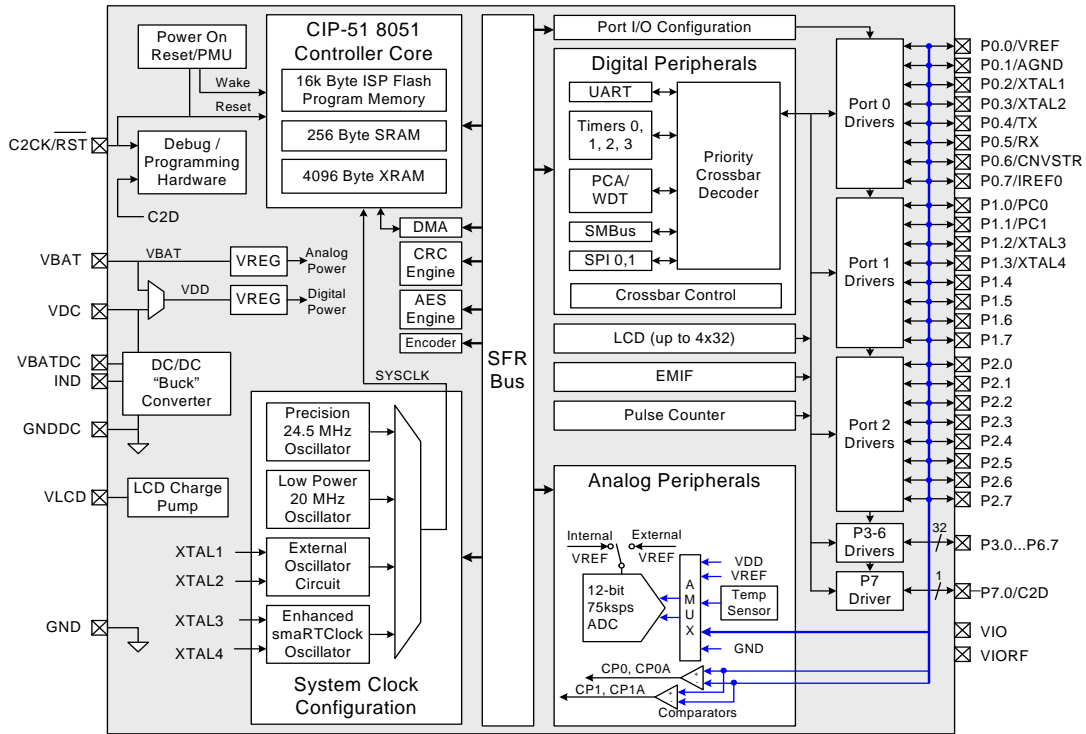 Power On
Reset/PMU
Wake
Reset
C2CK/RST
Debug /
Programming
Hardware
C2D
CIP-51 8051
Controller Core
16k Byte ISP Flash
Program Memory
256 Byte SRAM
4096 Byte XRAM
DMA
CRC
Engine
AES
Engine
Encoder
VBAT
VBAT
VREG
Analog
Power
VDC
VDD
VREG
Digital
Power
VBATDC
IND
DC/DC
“Buck”
Converter
GNDDC
VLCD
LCD Charge
Pump
SYSCLK
Precision
24.5 MHz
Oscillator
Low Power
20 MHz
Oscillator
XTAL1
XTAL2
External
Oscillator
Circuit
XTAL3
XTAL4
Enhanced
smaRTClock
Oscillator
GND
System Clock
Configuration
SFR
Bus
Port I/O Configuration
Digital Peripherals
UART
Timers 0,
1, 2, 3
PCA/
WDT
SMBus
SPI 0,1
Priority
Crossbar
Decoder
Crossbar Control
LCD (up to 4x32)
EMIF
Pulse Counter
Analog Peripherals
Internal
VREF
External
VREF
12-bit
75ksps
ADC
A
M
U
X
VDD
VREF
Temp
Sensor
GND
CP0, CP0A
+
-
CP1, CP1A
+
-
Comparators
Port 0
Drivers
Port 1
Drivers
Port 2
Drivers
P3-6
Drivers
P7
Driver
32
1
P0.0/VREF
P0.1/AGND
P0.2/XTAL1
P0.3/XTAL2
P0.4/TX
P0.5/RX
P0.6/CNVSTR
P0.7/IREF0
P1.0/PC0
P1.1/PC1
P1.2/XTAL3
P1.3/XTAL4
P1.4
P1.5
P1.6
P1.7
P2.0
P2.1
P2.2
P2.3
P2.4
P2.5
P2.6
P2.7
P3.0...P6.7
P7.0/C2D
VIO
VIORF